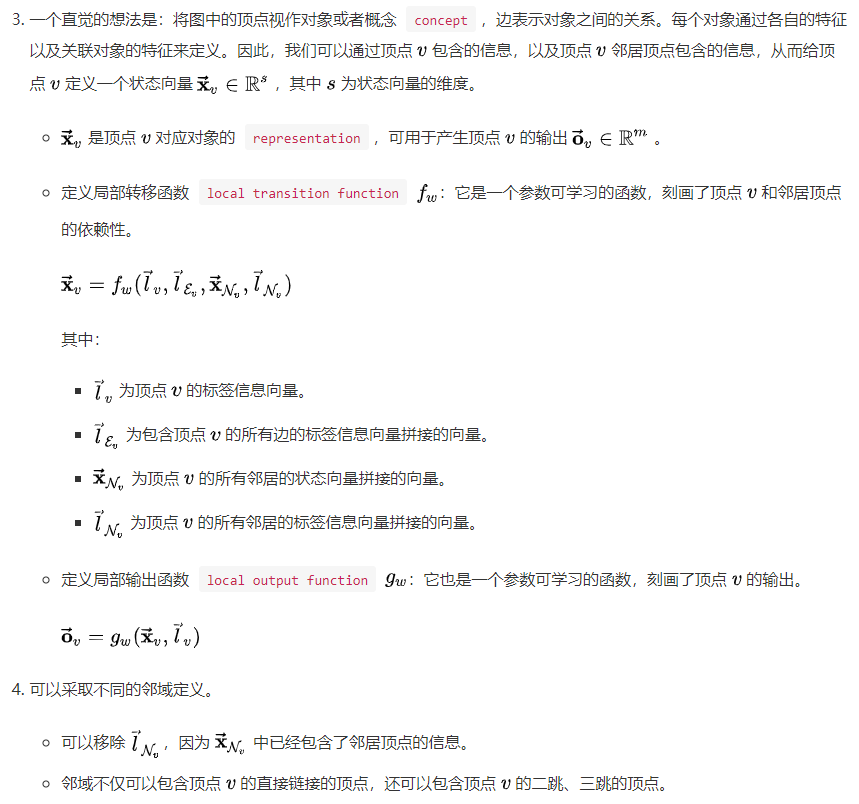 3. 一个直觉的想法是：将图中的顶点视作对象或者概念 concept ，边表示对象之间的关系。每个对象通过各自的特征
以及关联对象的特征来定义。因此，我们可以通过顶点 v 包含的信息，以及顶点 v 邻居顶点包含的信息，从而给顶
点 v 定义一个状态向量 $\vec{\mathbf{x}}_v \in \mathbb{R}^s$ ，其中 s 为状态向量的维度。
$\vec{\mathbf{x}}_v$ 是顶点 v 对应对象的 representation ，可用于产生顶点 v 的输出 $\vec{\mathbf{o}}_v \in \mathbb{R}^m$ 。
定义局部转移函数 local transition function $f_w$：它是一个参数可学习的函数，刻画了顶点 v 和邻居顶点
的依赖性。
$\vec{\mathbf{x}}_v = f_w(\vec{l}_v, \vec{l}_{\mathcal{E}_v}, \vec{\mathbf{x}}_{\mathcal{N}_v}, \vec{l}_{\mathcal{N}_v})$
其中：
$\vec{l}_v$ 为顶点 v 的标签信息向量。
$\vec{l}_{\mathcal{E}_v}$ 为包含顶点 v 的所有边的标签信息向量拼接的向量。
$\vec{\mathbf{x}}_{\mathcal{N}_v}$ 为顶点 v 的所有邻居的状态向量拼接的向量。
$\vec{l}_{\mathcal{N}_v}$ 为顶点 v 的所有邻居的标签信息向量拼接的向量。
定义局部输出函数 local output function $g_w$：它也是一个参数可学习的函数，刻画了顶点 v 的输出。
$\vec{\mathbf{o}}_v = g_w(\vec{\mathbf{x}}_v, \vec{l}_v)$
4. 可以采取不同的邻域定义。
可以移除 $\vec{l}_{\mathcal{N}_v}$ ，因为 $\vec{\mathbf{x}}_{\mathcal{N}_v}$ 中已经包含了邻居顶点的信息。
邻域不仅可以包含顶点 v 的直接链接的顶点，还可以包含顶点 v 的二跳、三跳的顶点。